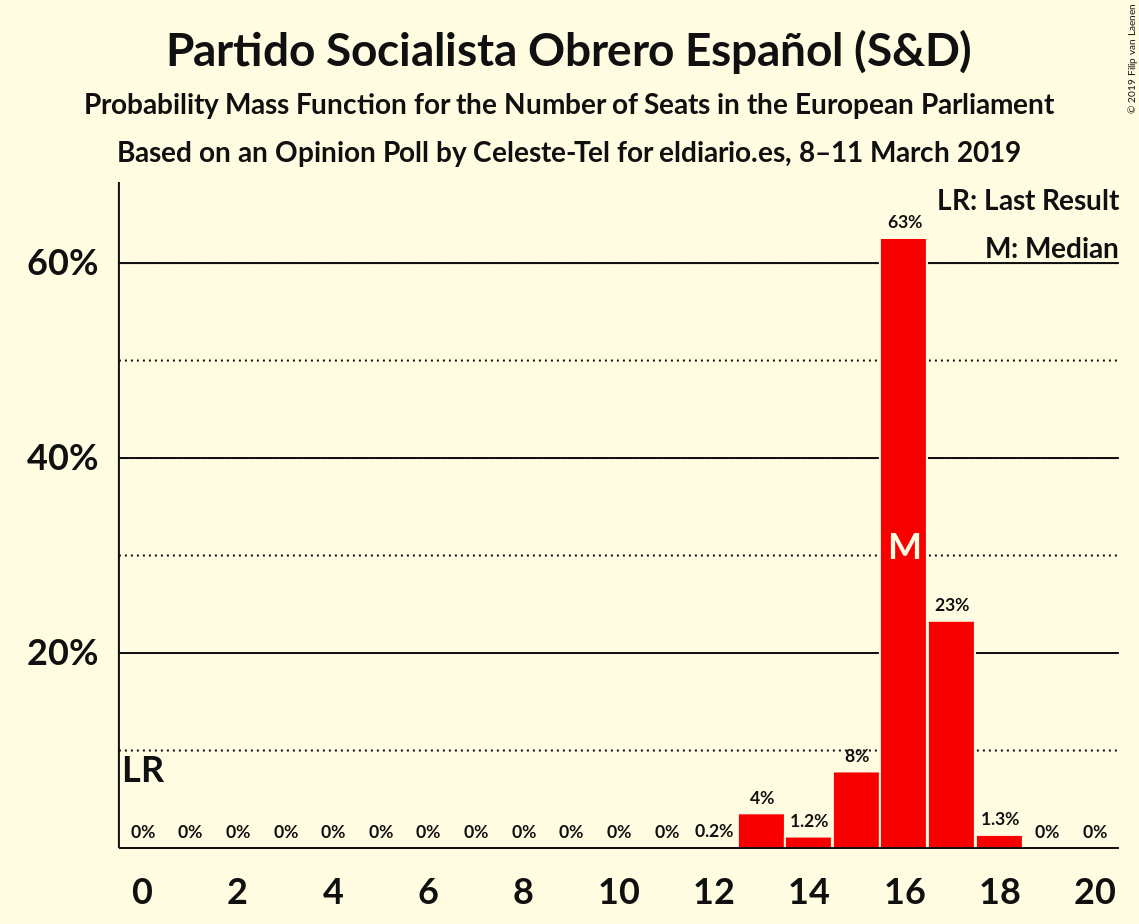 Partido Socialista Obrero Español (S&D)
Probability Mass Function for the Number of Seats in the European Parliament
Based on an Opinion Poll by Celeste-Tel for eldiario.es, 8–11 March 2019
© 2019 Filip van Laenen
LR: Last Result
M: Median
60%
40%
20%
LR
M
0% 0% 0% 0% 0% 0% 0% 0% 0% 0% 0% 0% 0.2% 4% 1.2% 8% 63% 23% 1.3% 0% 0%
0 2 4 6 8 10 12 14 16 18 20